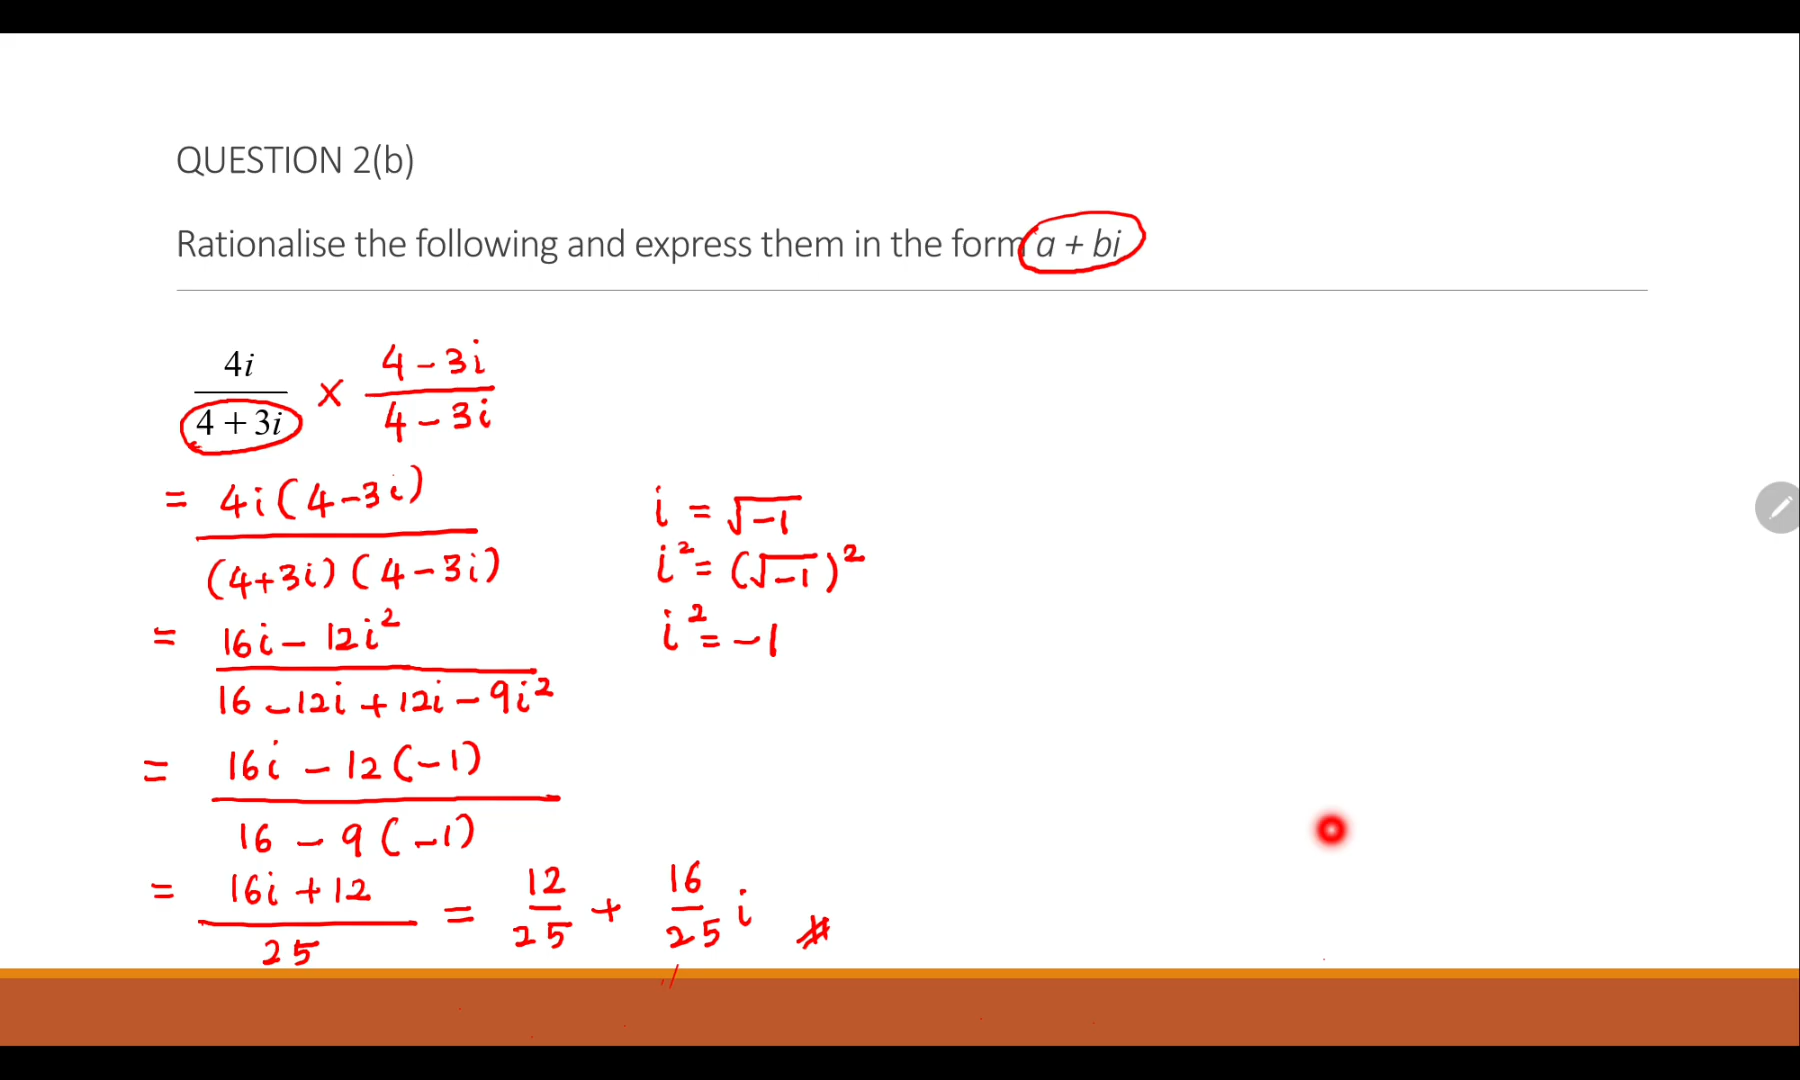 QUESTION 2(b)
Rationalise the following and express them in the form a + bi
4i / 4 + 3i × 4 - 3i / 4 - 3i
= 4i(4-3i) / (4+3i)(4-3i)
i = √-1
i² = (√-1)²
= 16i - 12i² / 16 - 12i + 12i - 9i²
i² = -1
= 16i - 12(-1) / 16 - 9(-1)
= 16i + 12 / 25 = 12/25 + 16/25 i #